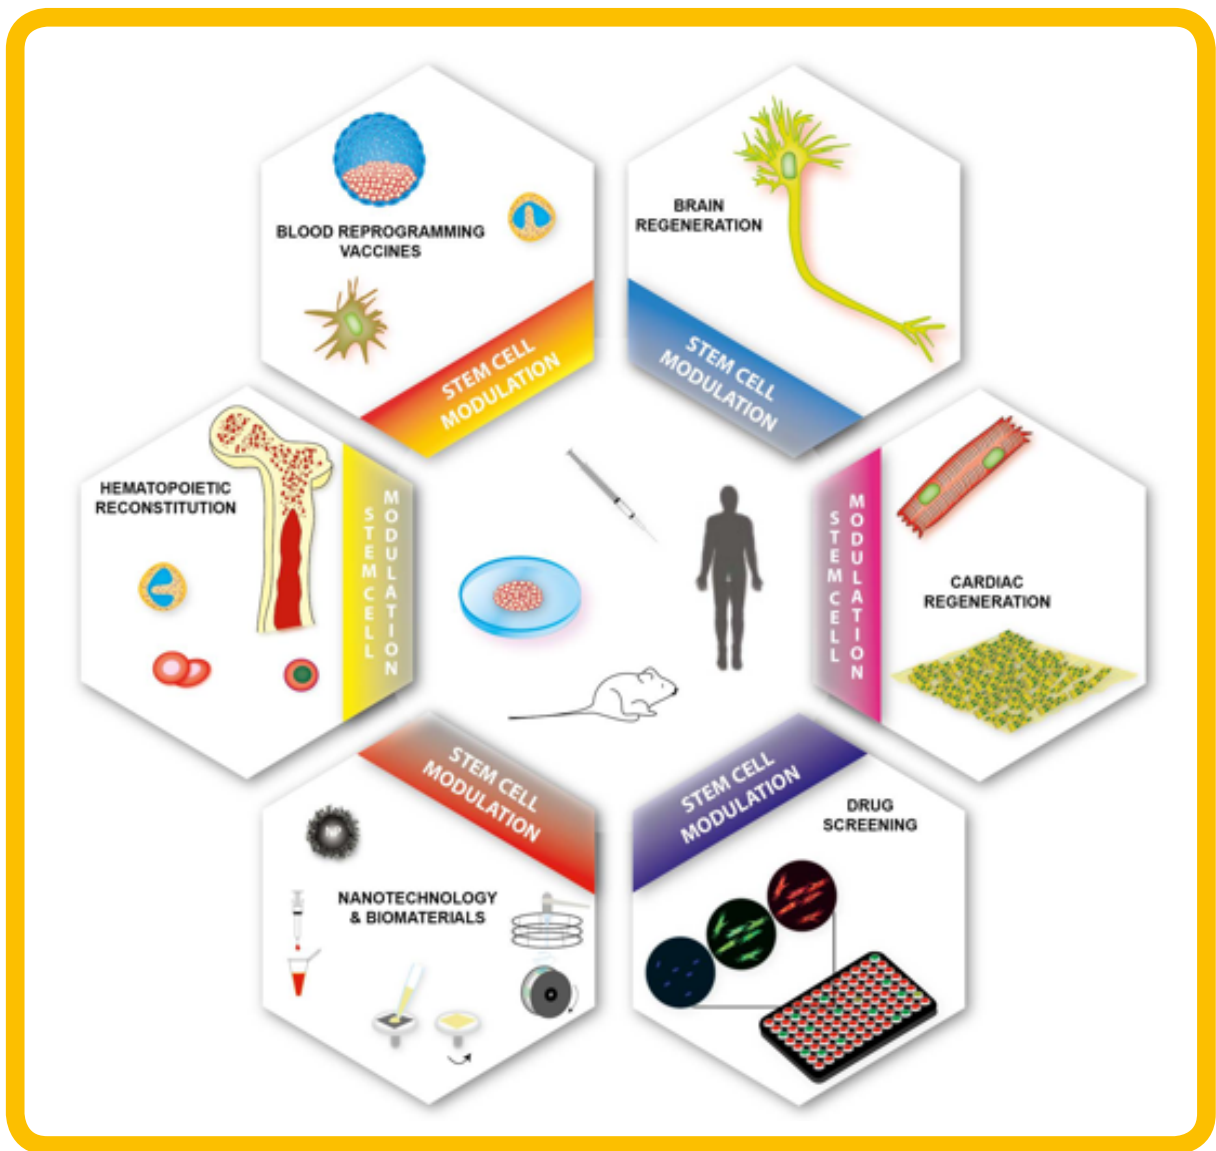 BLOOD REPROGRAMMING
VACCINES
STEM CELL
MODULATION
BRAIN
REGENERATION
STEM CELL
MODULATION
HEMATOPOIETIC
RECONSTITUTION
STEM CELL
MODULATION
STEM CELL
MODULATION
CARDIAC
REGENERATION
STEM CELL
MODULATION
NP
NANOTECHNOLOGY
& BIOMATERIALS
STEM CELL
MODULATION
DRUG
SCREENING